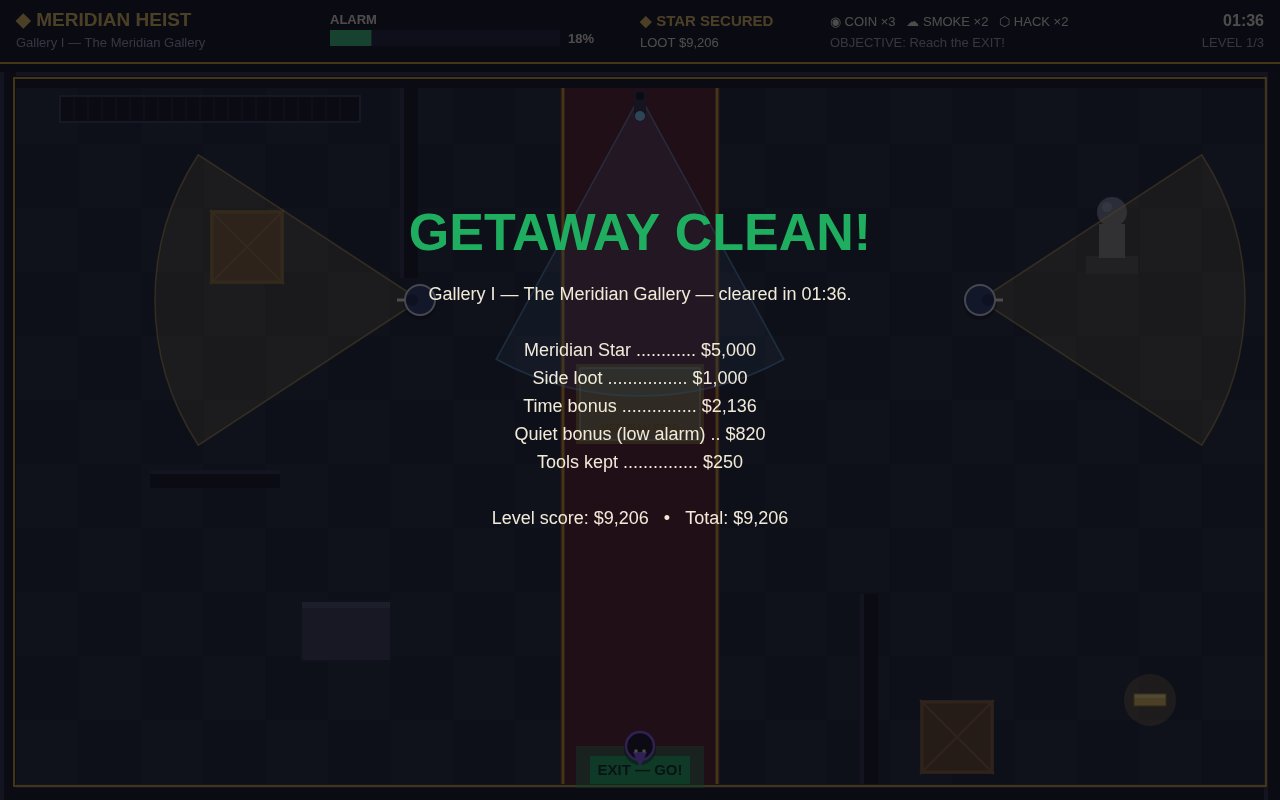 ◆ MERIDIAN HEIST
Gallery I — The Meridian Gallery
ALARM
18%
◆ STAR SECURED
LOOT $9,206
◉ COIN ×3 ☁ SMOKE ×2 ⬡ HACK ×2
OBJECTIVE: Reach the EXIT!
01:36
LEVEL 1/3
GETAWAY CLEAN!
Gallery I — The Meridian Gallery — cleared in 01:36.
Meridian Star ............ $5,000
Side loot ............... $1,000
Time bonus ............... $2,136
Quiet bonus (low alarm) .. $820
Tools kept ............... $250
Level score: $9,206 • Total: $9,206
EXIT — GO!